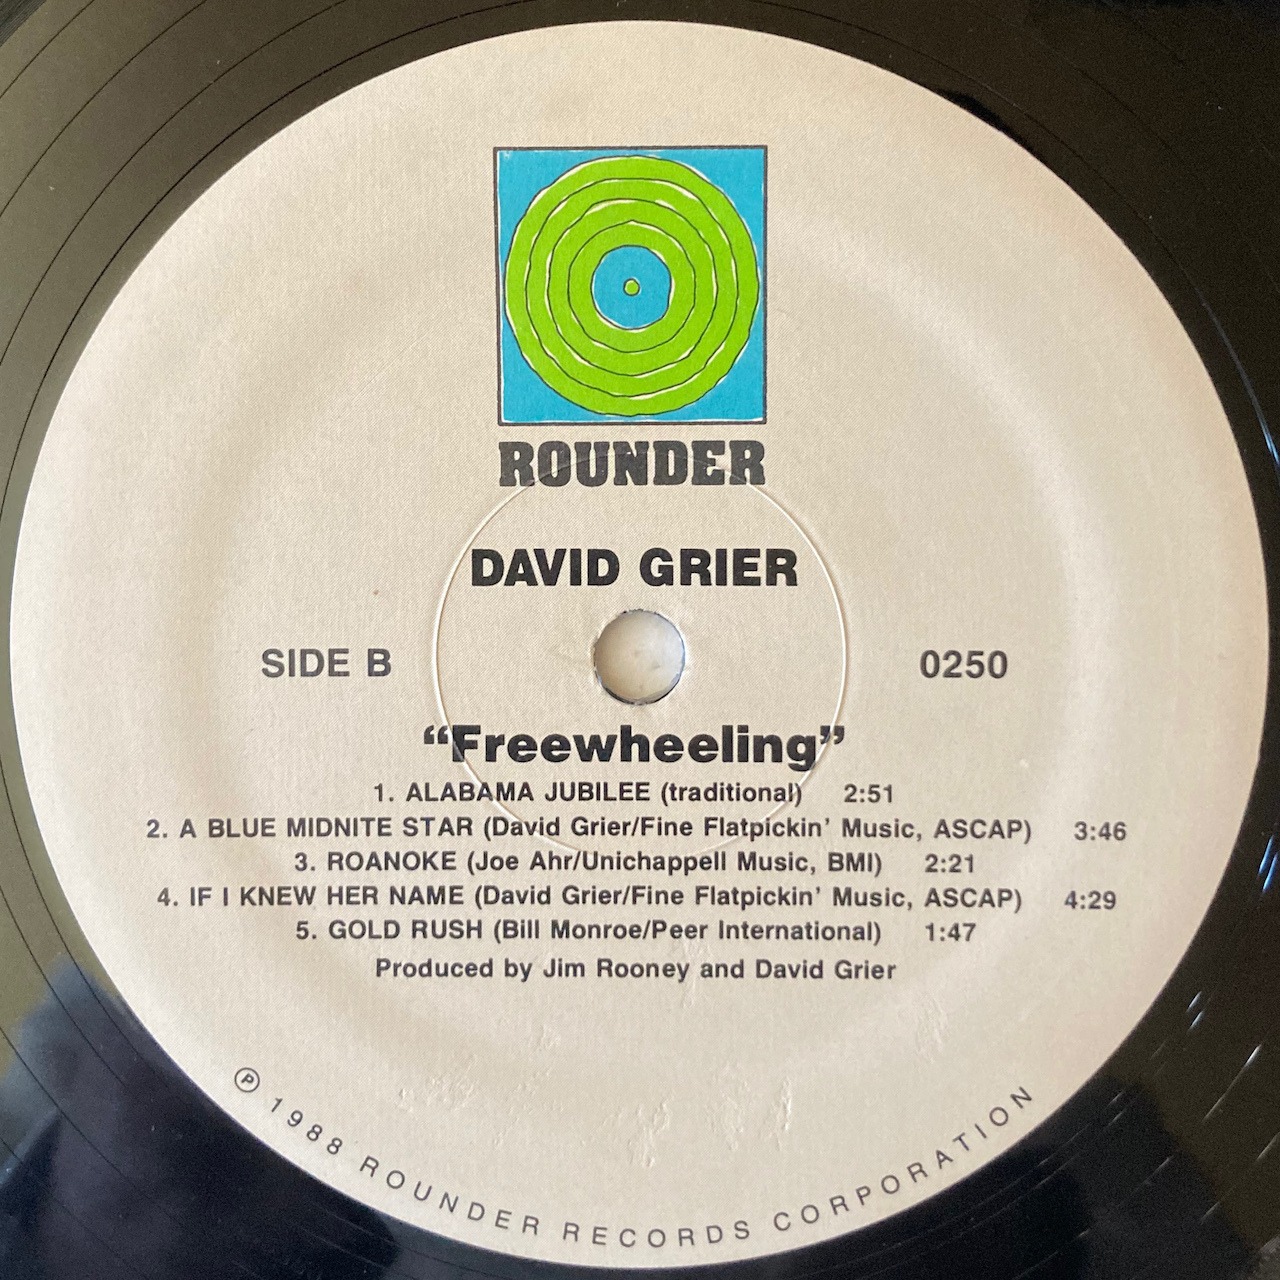 ROUNDER
DAVID GRIER
SIDE B
0250
“Freewheeling”
1. ALABAMA JUBILEE (traditional) 2:51
2. A BLUE MIDNITE STAR (David Grier/Fine Flatpickin’ Music, ASCAP) 3:46
3. ROANOKE (Joe Ahr/Unichappell Music, BMI) 2:21
4. IF I KNEW HER NAME (David Grier/Fine Flatpickin’ Music, ASCAP) 4:29
5. GOLD RUSH (Bill Monroe/Peer International) 1:47
Produced by Jim Rooney and David Grier
℗ 1988 ROUNDER RECORDS CORPORATION